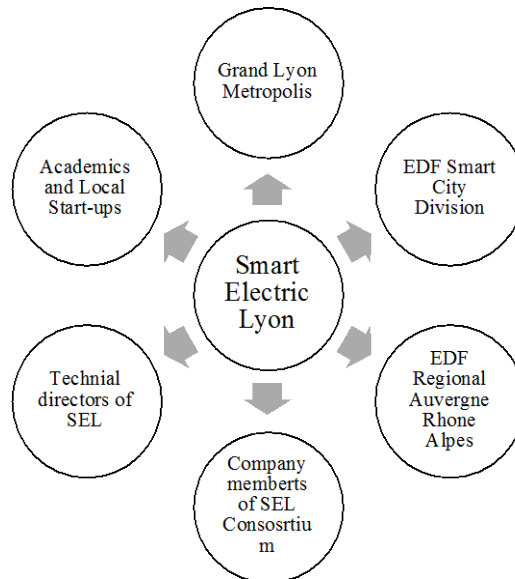 Grand Lyon
Metropolis
Academics
and Local
Start-ups
EDF Smart
City
Division
Smart
Electric
Lyon
Technial
directors of
SEL
EDF
Regional
Auvergne
Rhone
Alpes
Company
memberts
of SEL
Consosrtiu
m